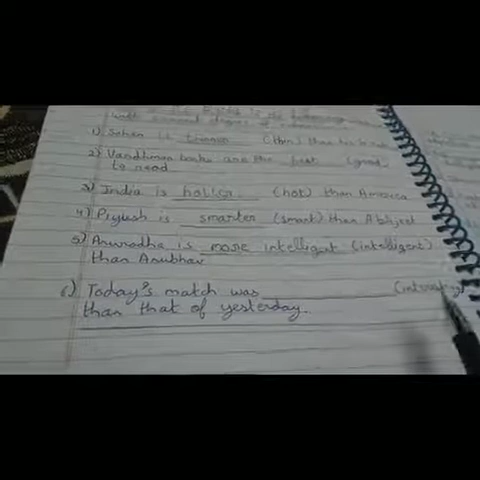 1) Sohan is thinner (thin) than his
2) Vardhman books are the best (good)
to read
3) India is hotter (hot) than America
4) Piyush is smarter (smart) than Abhijeet
5) Anuradha is more intelligent (intelligent)
than Anubhav
6) Today's match was __________ (interesting)
than that of yesterday.